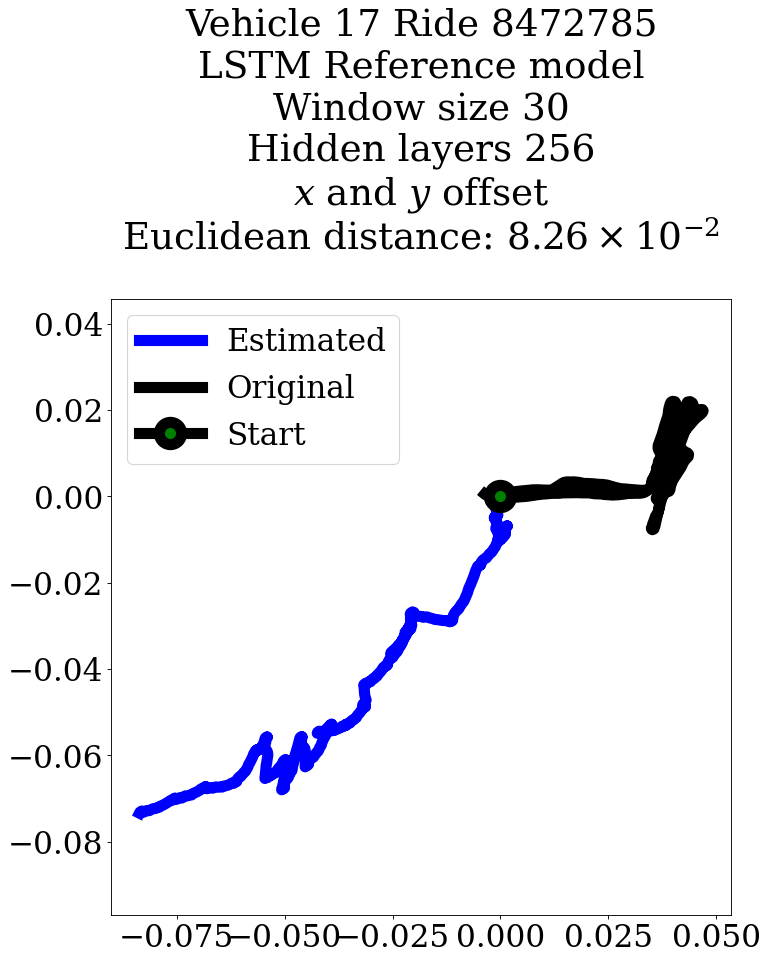 Vehicle 17 Ride 8472785
LSTM Reference model
Window size 30
Hidden layers 256
x and y offset
Euclidean distance: 8.26 × 10⁻²
Estimated
Original
Start
0.04
0.02
0.00
−0.02
−0.04
−0.06
−0.08
−0.075 −0.050 −0.025 0.000 0.025 0.050